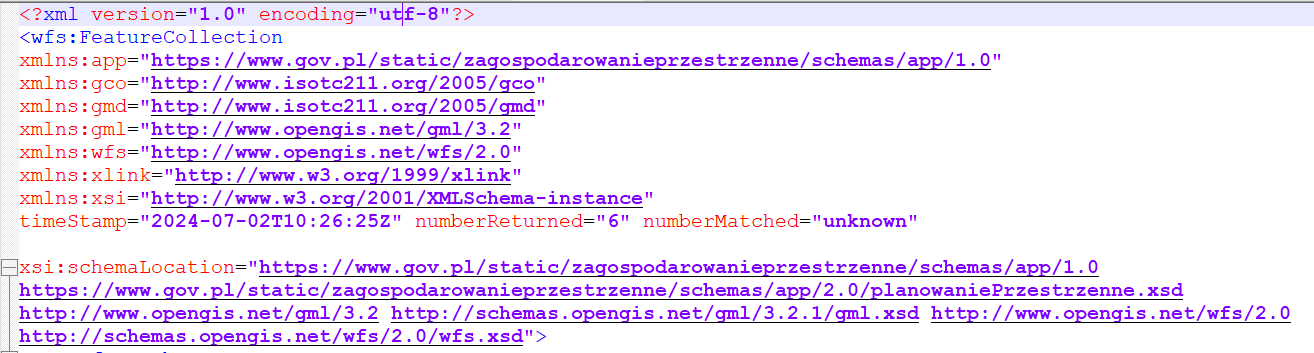 <?xml version="1.0" encoding="utf-8"?>
<wfs:FeatureCollection
xmlns:app="https://www.gov.pl/static/zagospodarowanieprzestrzenne/schemas/app/1.0"
xmlns:gco="http://www.isotc211.org/2005/gco"
xmlns:gmd="http://www.isotc211.org/2005/gmd"
xmlns:gml="http://www.opengis.net/gml/3.2"
xmlns:wfs="http://www.opengis.net/wfs/2.0"
xmlns:xlink="http://www.w3.org/1999/xlink"
xmlns:xsi="http://www.w3.org/2001/XMLSchema-instance"
timeStamp="2024-07-02T10:26:25Z" numberReturned="6" numberMatched="unknown"
xsi:schemaLocation="https://www.gov.pl/static/zagospodarowanieprzestrzenne/schemas/app/1.0
https://www.gov.pl/static/zagospodarowanieprzestrzenne/schemas/app/2.0/planowaniePrzestrzenne.xsd
http://www.opengis.net/gml/3.2 http://schemas.opengis.net/gml/3.2.1/gml.xsd http://www.opengis.net/wfs/2.0
http://schemas.opengis.net/wfs/2.0/wfs.xsd">